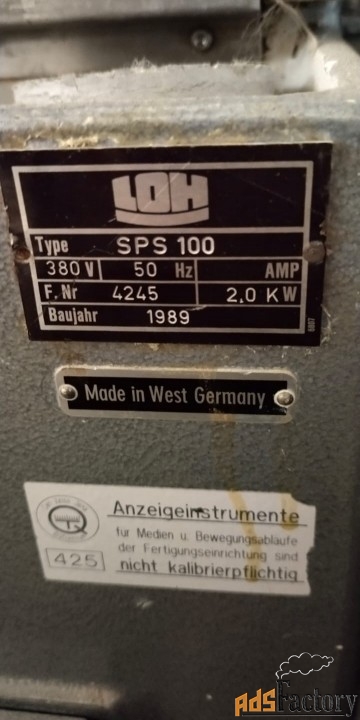 LOH
Type SPS 100
380 V 50 Hz AMP
F. Nr 4245 2.0 KW
Baujahr 1989
Made in West Germany
Anzeigeinstrumente
für Medien u. Bewegungsabläufe
der Fertigungseinrichtung sind
425 nicht kalibrierpflichtig
AdsFactory